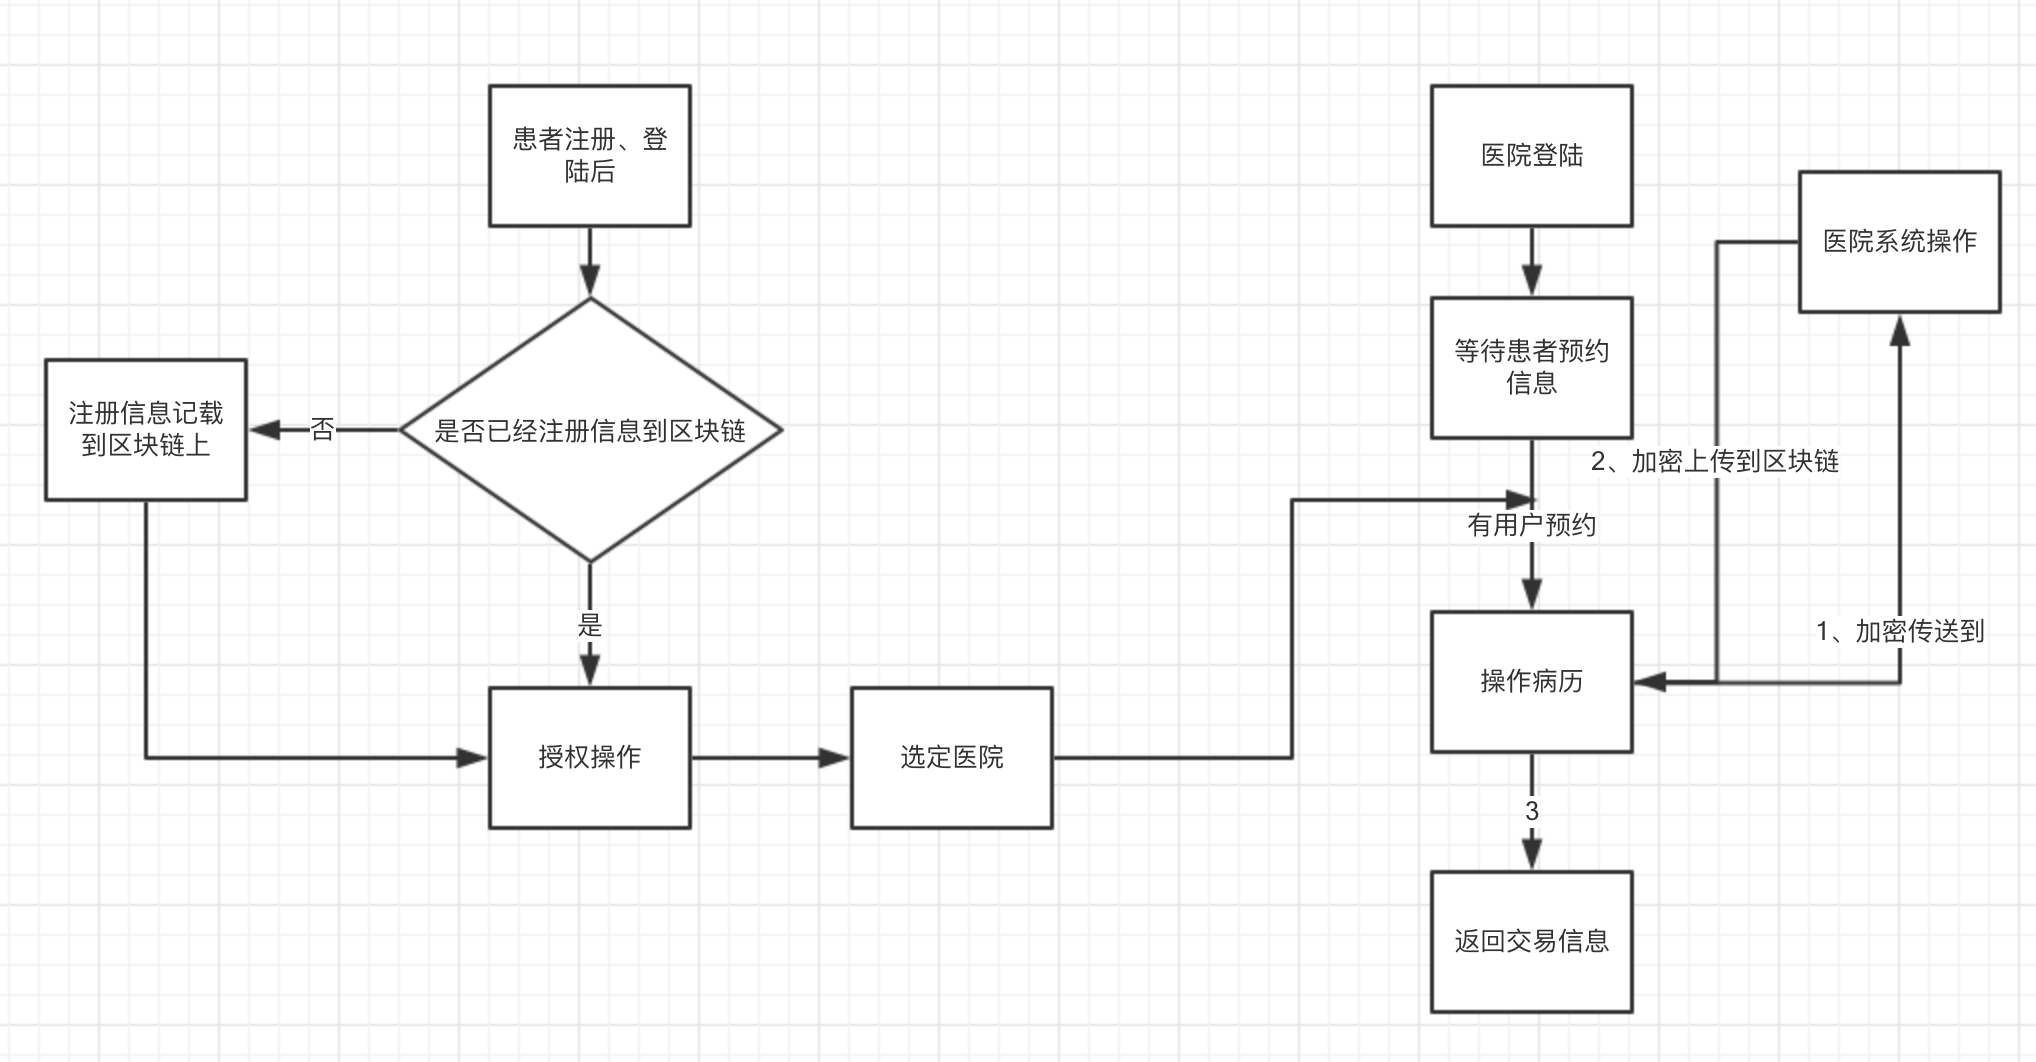 患者注册、登
陆后
医院登陆
医院系统操作
等待患者预约
信息
注册信息记载
到区块链上
否
是否已经注册信息到区块链
2、加密上传到区块链
有用户预约
是
1、加密传送到
操作病历
授权操作
选定医院
3
返回交易信息